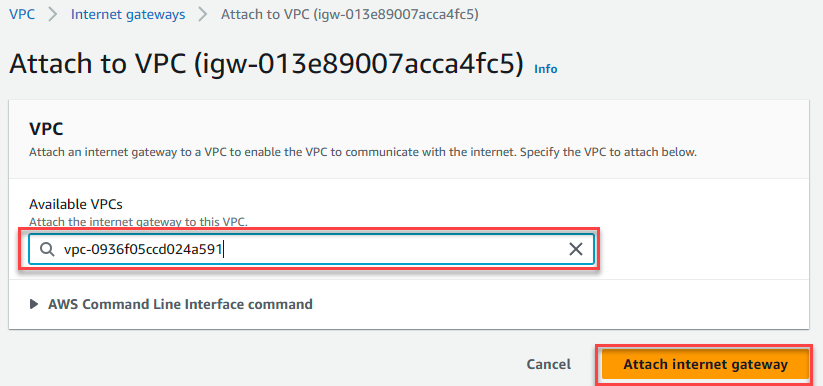 VPC > Internet gateways > Attach to VPC (igw-013e89007acca4fc5)
Attach to VPC (igw-013e89007acca4fc5) Info
VPC
Attach an internet gateway to a VPC to enable the VPC to communicate with the internet. Specify the VPC to attach below.
Available VPCs
Attach the internet gateway to this VPC.
vpc-0936f05ccd024a591
AWS Command Line Interface command
Cancel Attach internet gateway